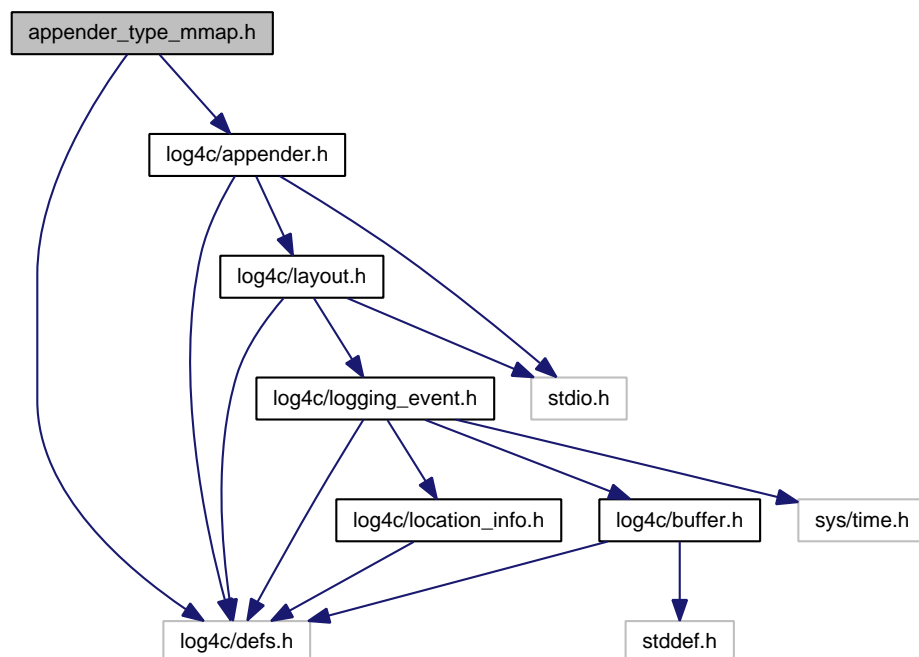 appender_type_mmap.h
log4c/appender.h
log4c/layout.h
log4c/logging_event.h
stdio.h
log4c/location_info.h
log4c/buffer.h
sys/time.h
log4c/defs.h
stddef.h